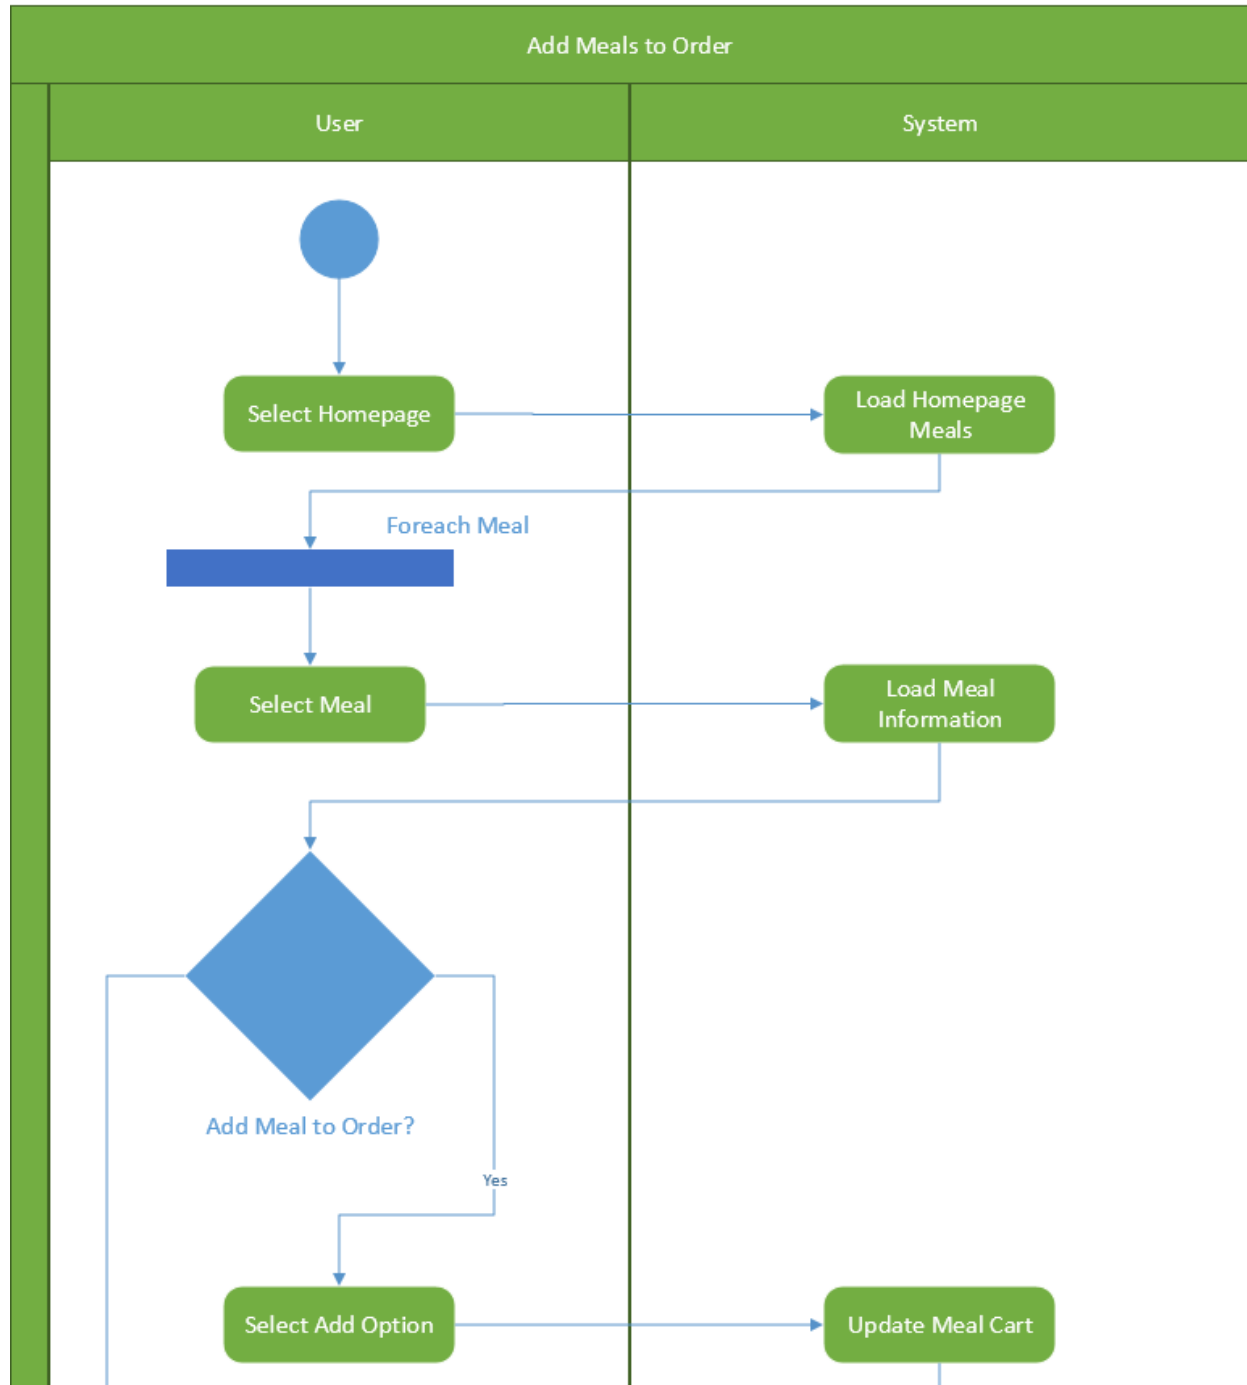 Add Meals to Order
User
System
Select Homepage
Load Homepage
Meals
Foreach Meal
Select Meal
Load Meal
Information
Add Meal to Order?
Yes
Select Add Option
Update Meal Cart